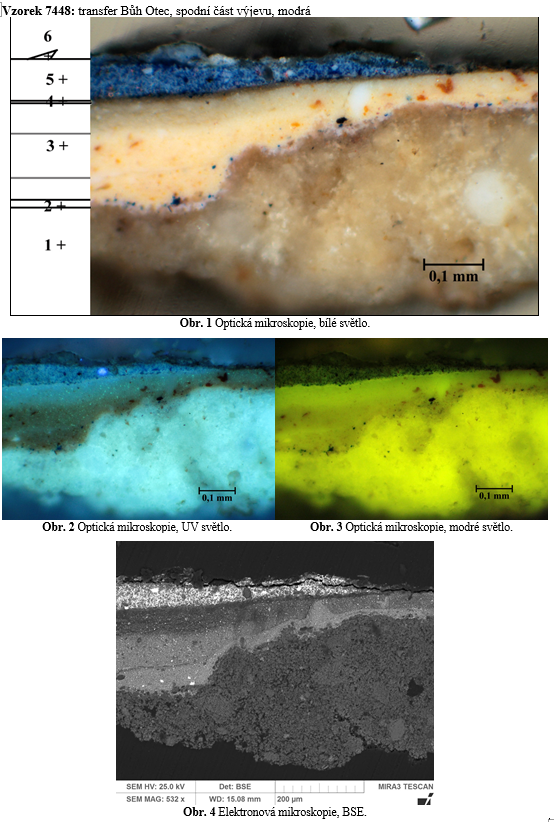 Vzorek 7448: transfer Bůh Otec, spodní část výjevu, modrá
6
5 +
4 +
3 +
2 +
1 +
0,1 mm
Obr. 1 Optická mikroskopie, bílé světlo.
0,1 mm
0,1 mm
Obr. 2 Optická mikroskopie, UV světlo.
Obr. 3 Optická mikroskopie, modré světlo.
SEM HV: 25.0 kV
Det: BSE
MIRA3 TESCAN
SEM MAG: 532 x
WD: 15.08 mm
200 µm
Obr. 4 Elektronová mikroskopie, BSE.